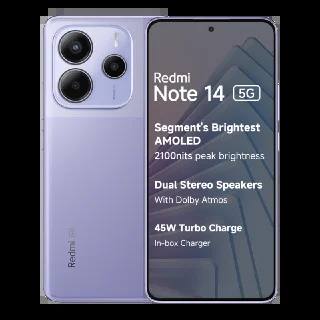 Redmi
Note 14 5G
Segment's Brightest
AMOLED
2100nits peak brightness
Dual Stereo Speakers
With Dolby Atmos
45W Turbo Charge
In-box Charger
Redmi